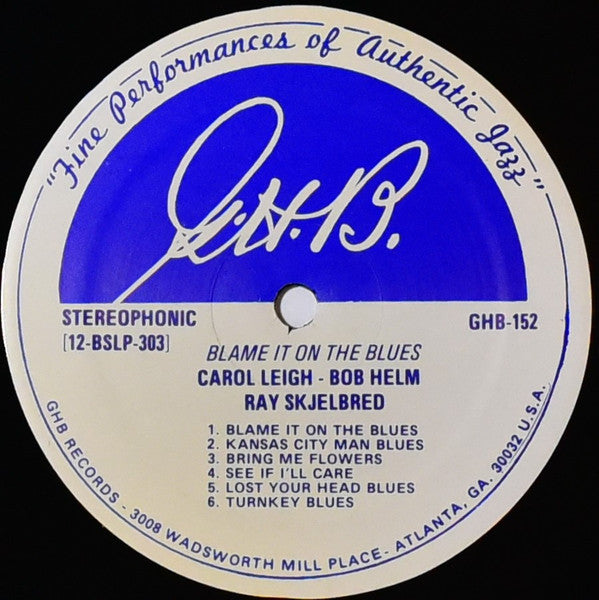 "Fine Performances of Authentic Jazz"
G.H.B.
STEREOPHONIC
[12-BSLP-303]
GHB-152
BLAME IT ON THE BLUES
CAROL LEIGH - BOB HELM
RAY SKJELBRED
1. BLAME IT ON THE BLUES
2. KANSAS CITY MAN BLUES
3. BRING ME FLOWERS
4. SEE IF I'LL CARE
5. LOST YOUR HEAD BLUES
6. TURNKEY BLUES
GHB RECORDS - 3008 WADSWORTH MILL PLACE - ATLANTA, GA. 30032 U.S.A.